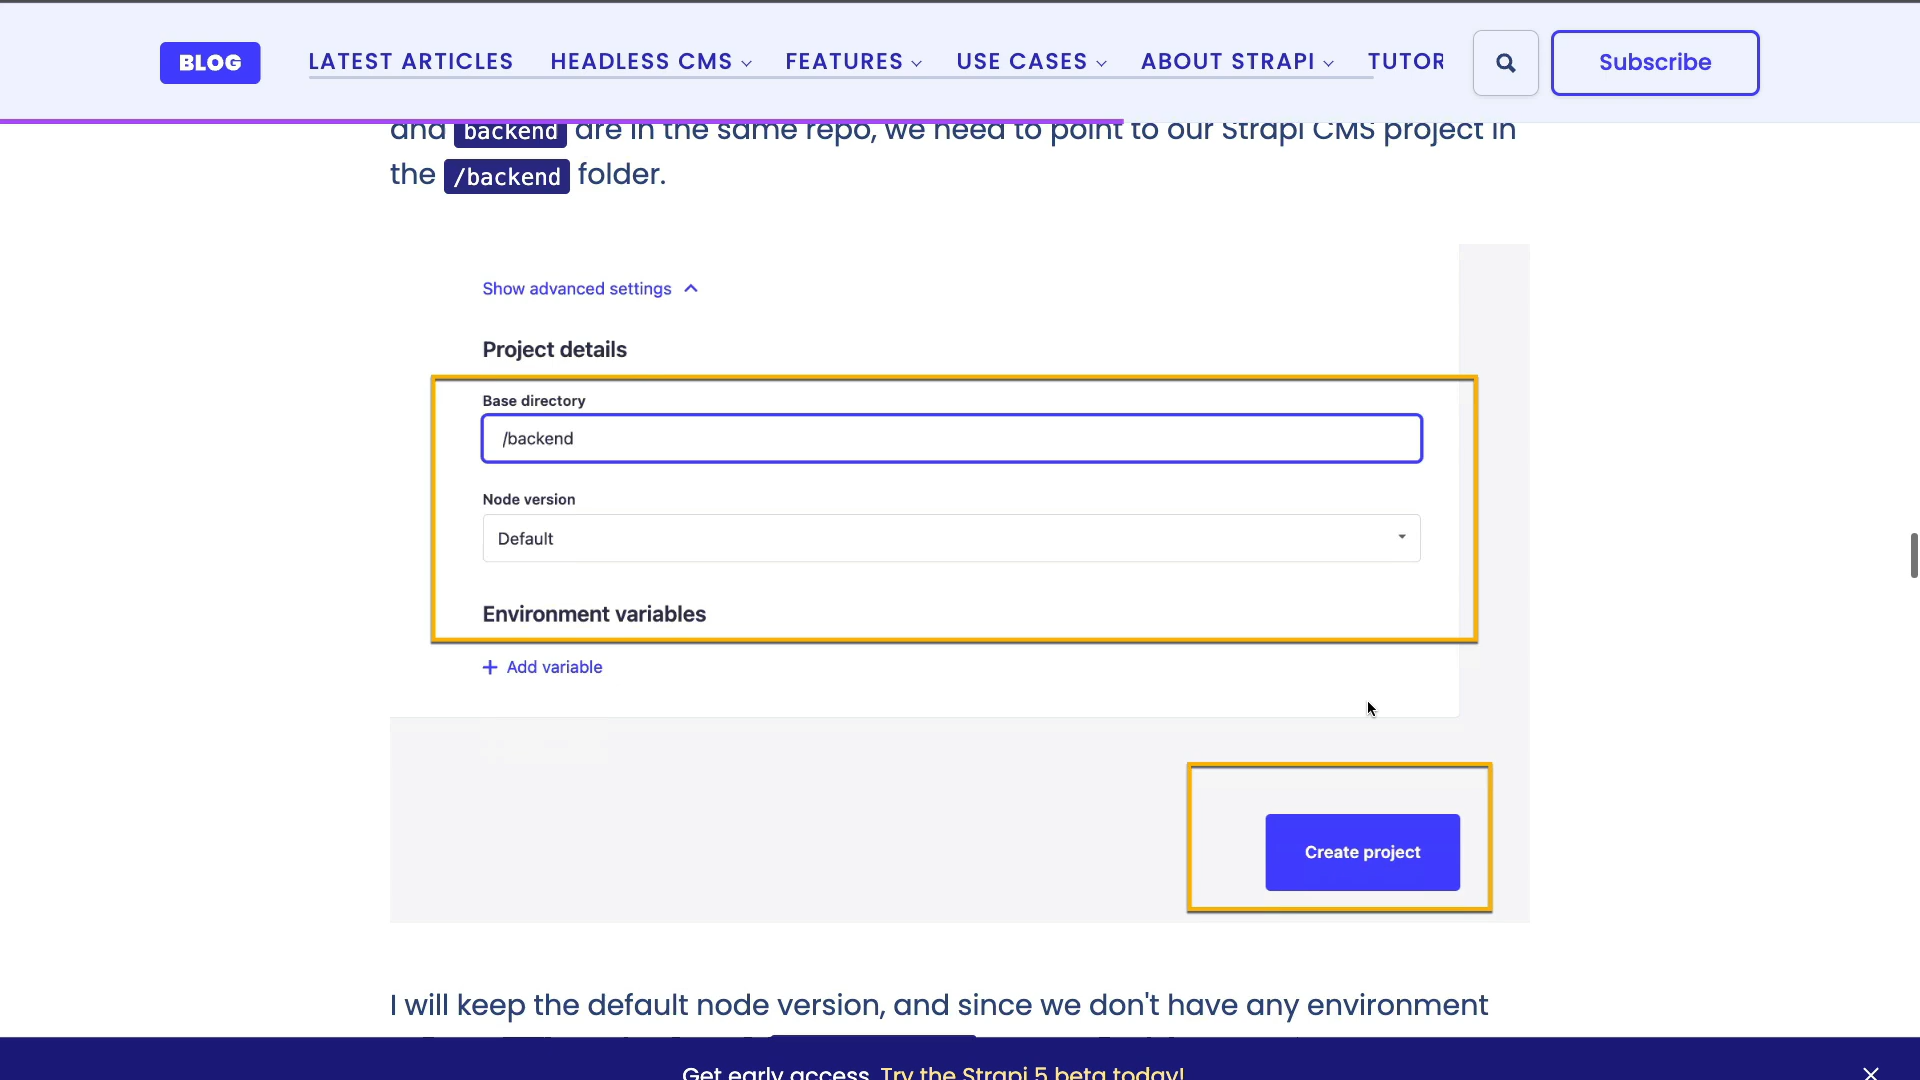 BLOG LATEST ARTICLES HEADLESS CMS FEATURES USE CASES ABOUT STRAPI TUTOR Subscribe
and backend are in the same repo, we need to point to our Strapi CMS project in
the /backend folder.
Show advanced settings
Project details
Base directory
/backend
Node version
Default
Environment variables
+ Add variable
Create project
I will keep the default node version, and since we don't have any environment
Get early access. Try the Strapi 5 beta today!